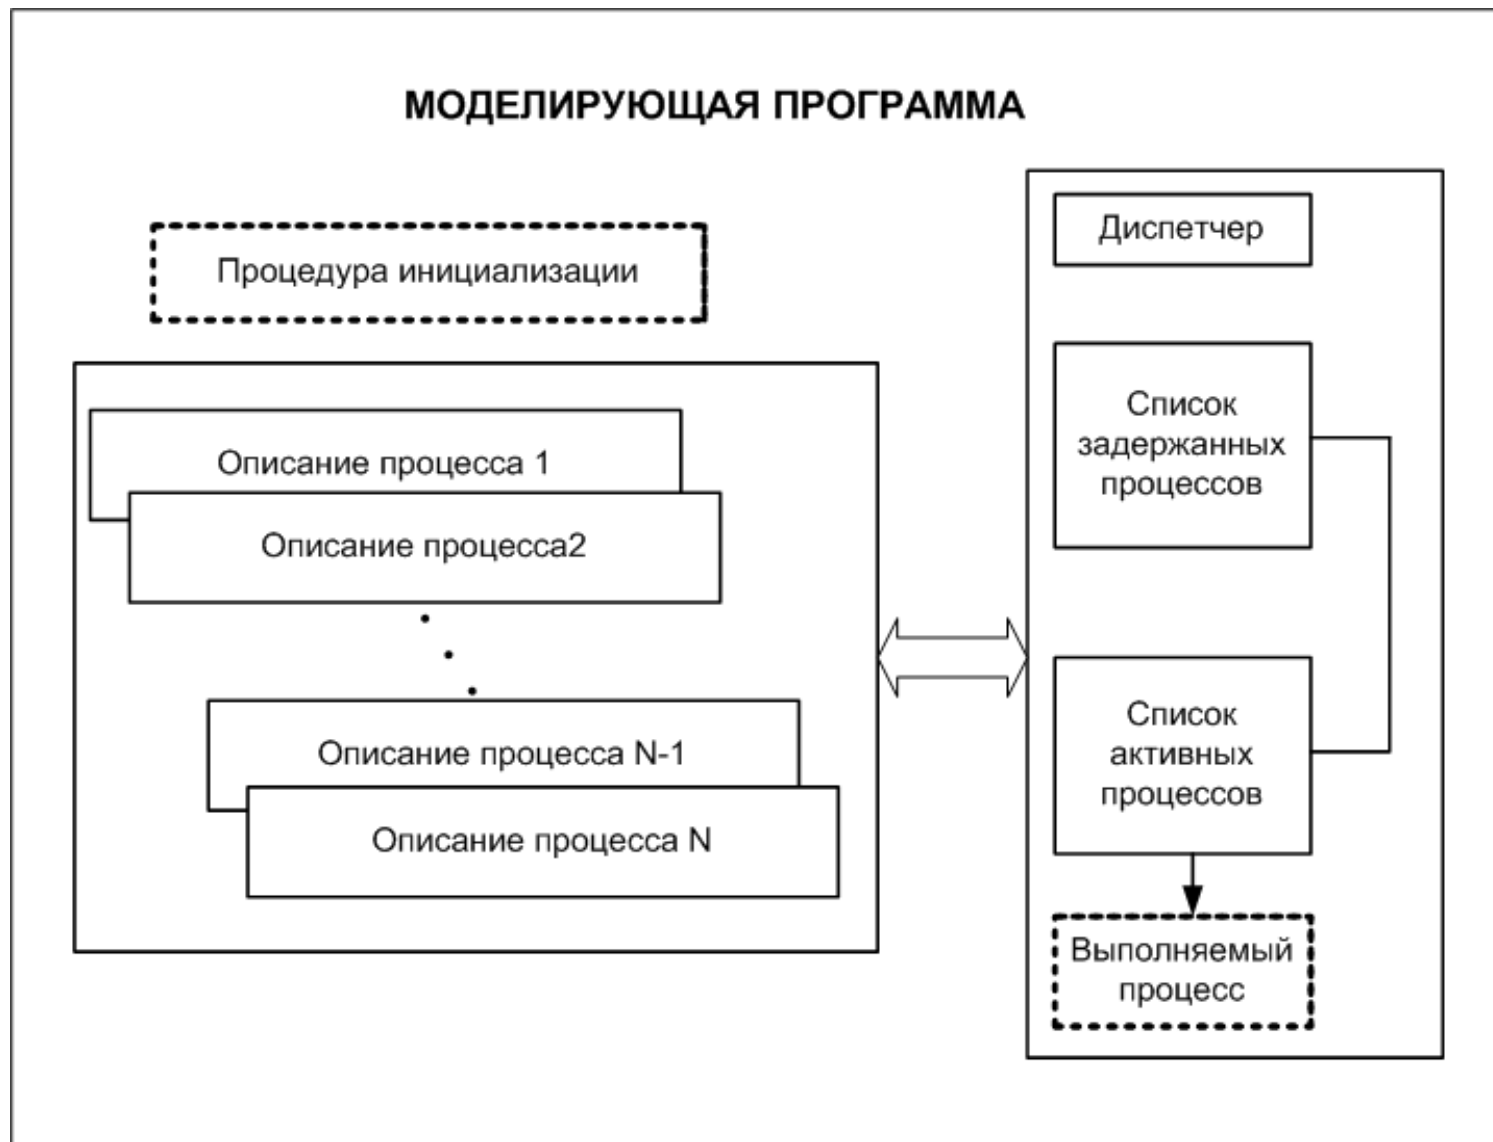 МОДЕЛИРУЮЩАЯ ПРОГРАММА
Процедура инициализации
Описание процесса 1
Описание процесса2
Описание процесса N-1
Описание процесса N
Диспетчер
Список
задержанных
процессов
Список
активных
процессов
Выполняемый
процесс